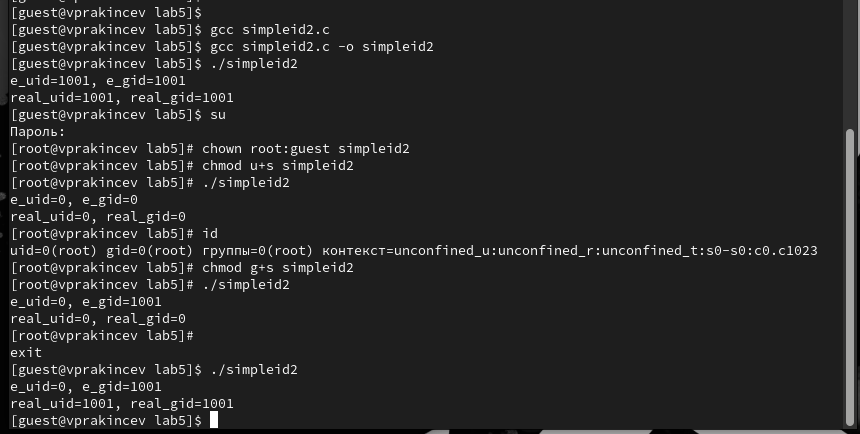 [guest@vprakincev lab5]$
[guest@vprakincev lab5]$ gcc simpleid2.c
[guest@vprakincev lab5]$ gcc simpleid2.c -o simpleid2
[guest@vprakincev lab5]$ ./simpleid2
e_uid=1001, e_gid=1001
real_uid=1001, real_gid=1001
[guest@vprakincev lab5]$ su
Пароль:
[root@vprakincev lab5]# chown root:guest simpleid2
[root@vprakincev lab5]# chmod u+s simpleid2
[root@vprakincev lab5]# ./simpleid2
e_uid=0, e_gid=0
real_uid=0, real_gid=0
[root@vprakincev lab5]# id
uid=0(root) gid=0(root) группы=0(root) контекст=unconfined_u:unconfined_r:unconfined_t:s0-s0:c0.c1023
[root@vprakincev lab5]# chmod g+s simpleid2
[root@vprakincev lab5]# ./simpleid2
e_uid=0, e_gid=1001
real_uid=0, real_gid=0
[root@vprakincev lab5]#
exit
[guest@vprakincev lab5]$ ./simpleid2
e_uid=0, e_gid=1001
real_uid=1001, real_gid=1001
[guest@vprakincev lab5]$